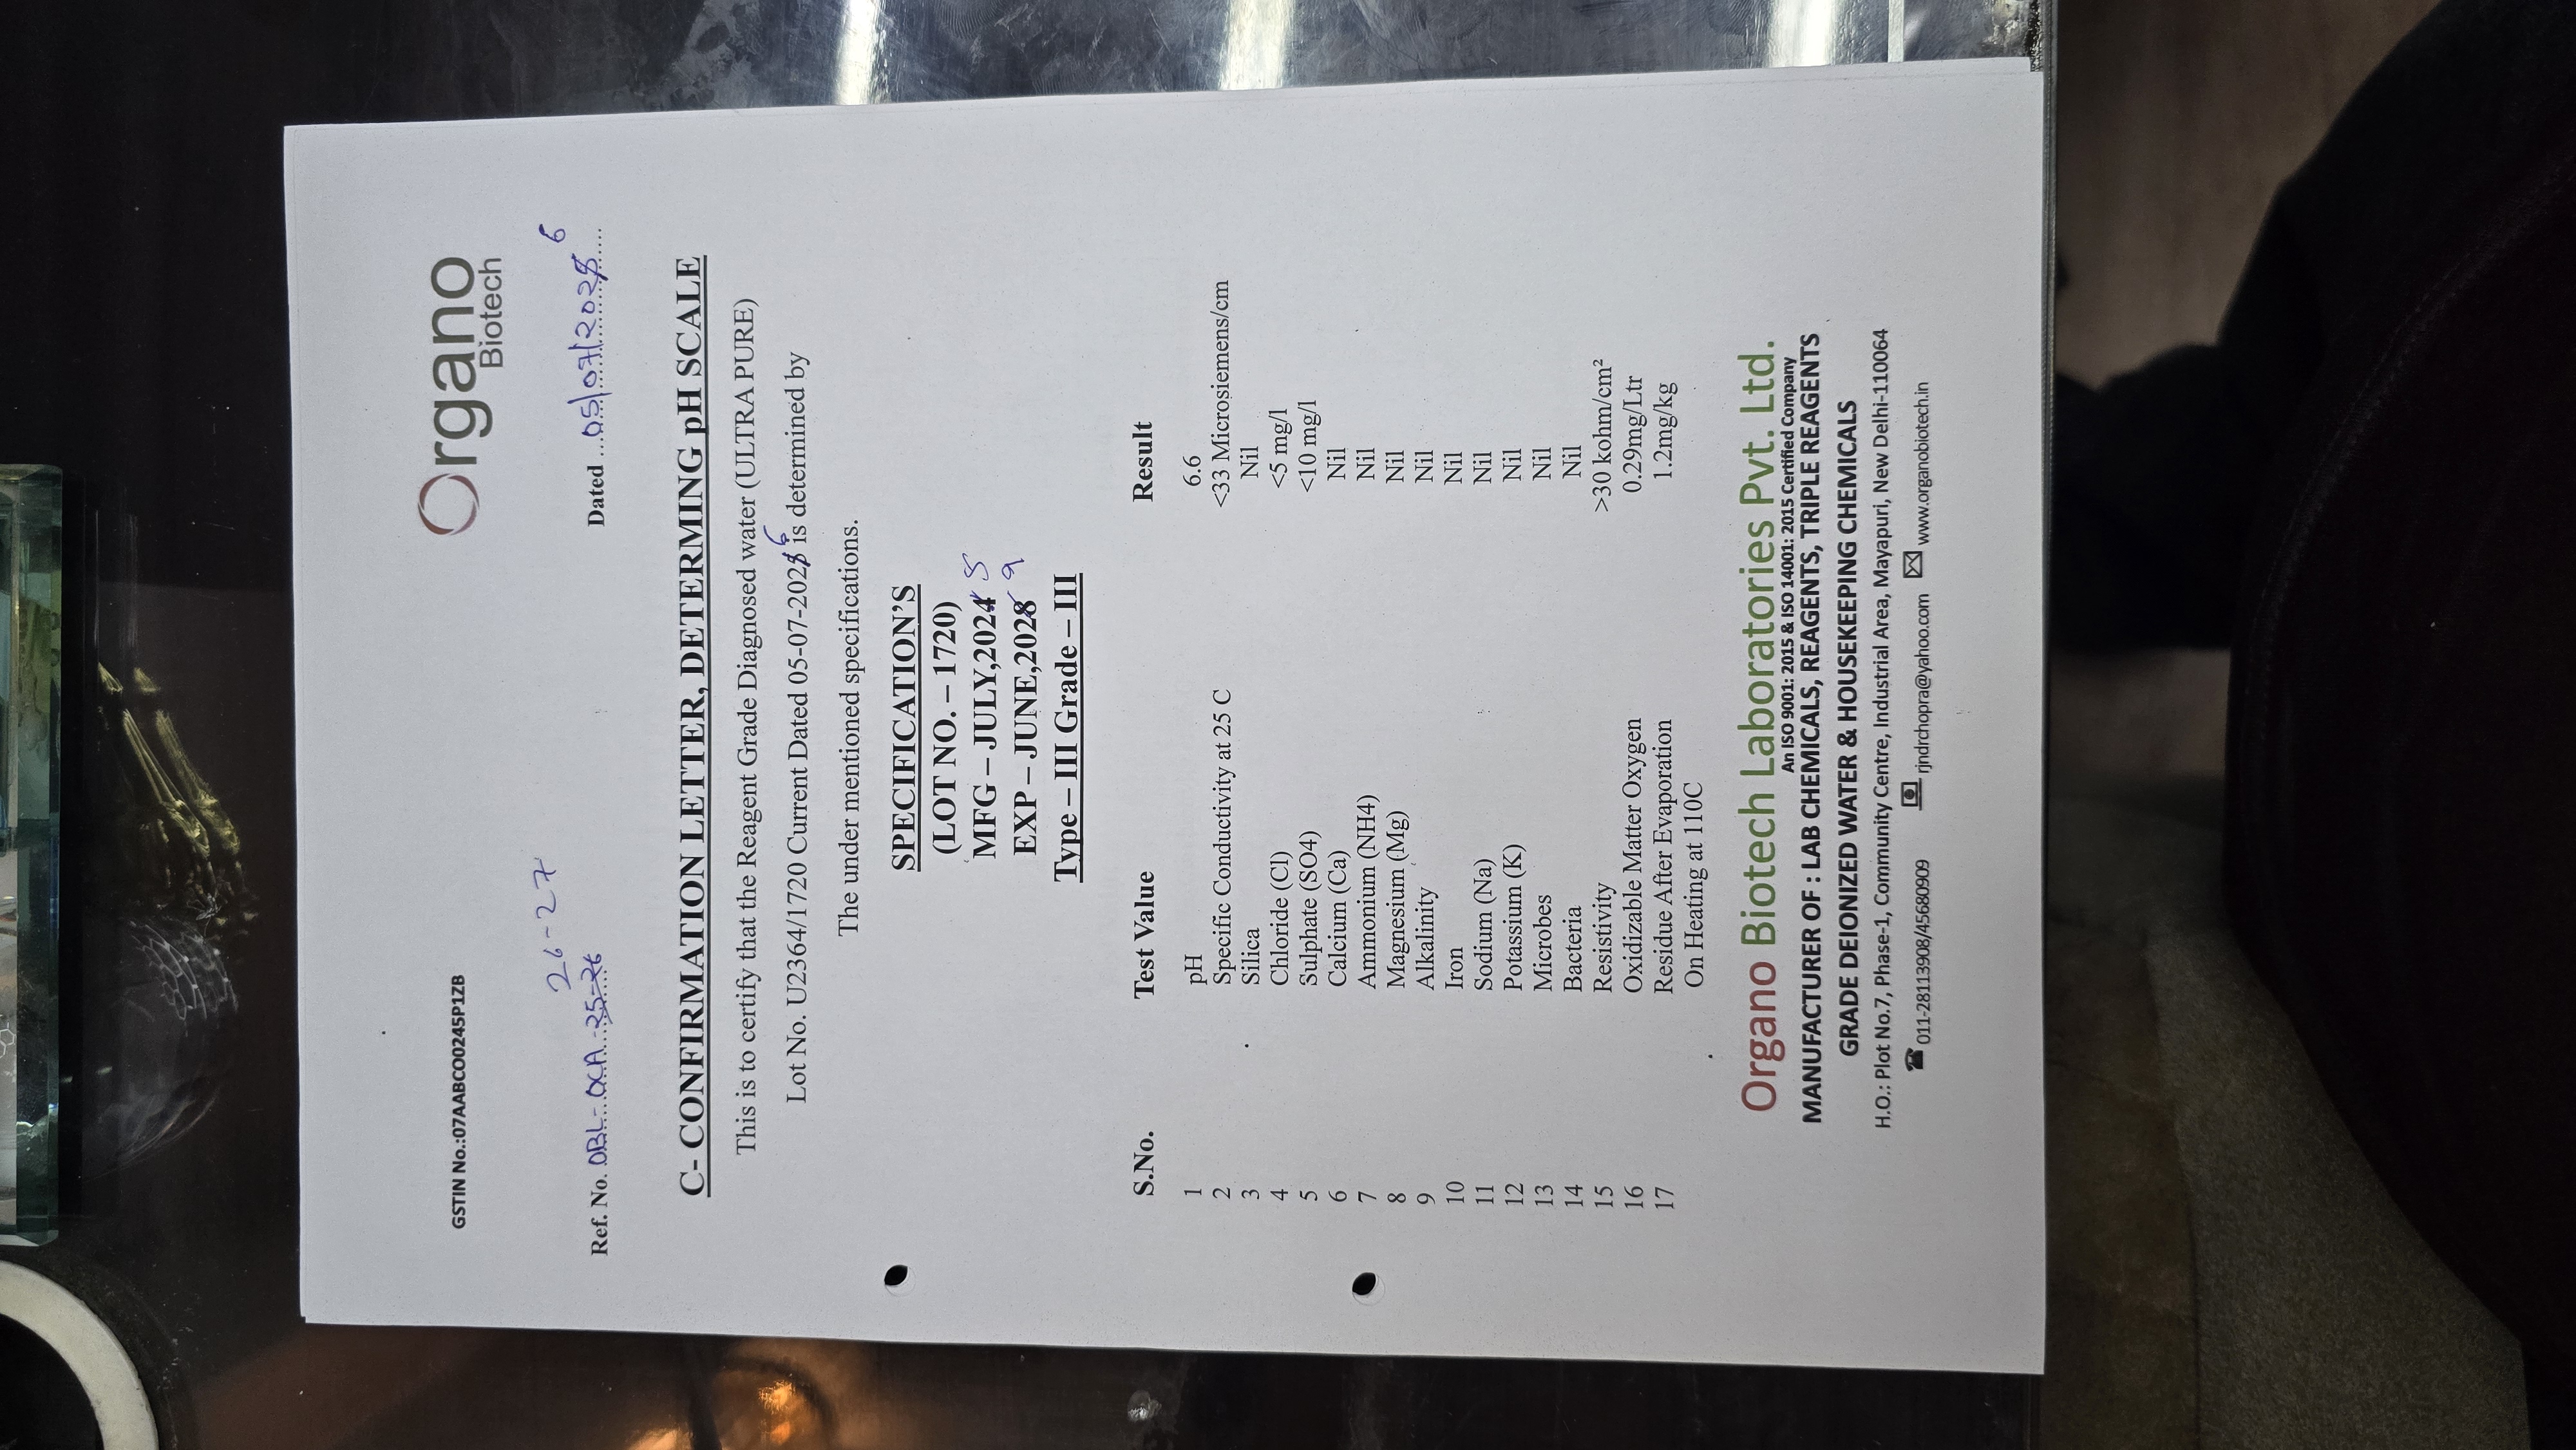 GSTIN No.:07AABCO0245P1ZB
Organo
Biotech
26-27
6
Ref. No. OBL-OCA-25-26
Dated ...05/07/2025....
C- CONFIRMATION LETTER, DETERMING pH SCALE
This is to certify that the Reagent Grade Diagnosed water (ULTRA PURE)
6
Lot No. U2364/1720 Current Dated 05-07-2025 is determined by
The under mentioned specifications.
SPECIFICATION'S
(LOT NO. – 1720)
MFG – JULY,2024 5
EXP – JUNE,2028 9
Type – III Grade – III
S.No. Test Value Result
1 pH 6.6
2 Specific Conductivity at 25 C <33 Microsiemens/cm
3 Silica Nil
4 Chloride (Cl) <5 mg/l
5 Sulphate (SO4) <10 mg/l
6 Calcium (Ca) Nil
7 Ammonium (NH4) Nil
8 Magnesium (Mg) Nil
9 Alkalinity Nil
10 Iron Nil
11 Sodium (Na) Nil
12 Potassium (K) Nil
13 Microbes Nil
14 Bacteria Nil
15 Resistivity >30 kohm/cm²
16 Oxidizable Matter Oxygen 0.29mg/Ltr
17 Residue After Evaporation 1.2mg/kg
On Heating at 110C
Organo Biotech Laboratories Pvt. Ltd.
An ISO 9001: 2015 & ISO 14001: 2015 Certified Company
MANUFACTURER OF : LAB CHEMICALS, REAGENTS, TRIPLE REAGENTS
GRADE DEIONIZED WATER & HOUSEKEEPING CHEMICALS
H.O.: Plot No.7, Phase-1, Community Centre, Industrial Area, Mayapuri, New Delhi-110064
011-28113908/45680909 rjndrchopra@yahoo.com www.organobiotech.in